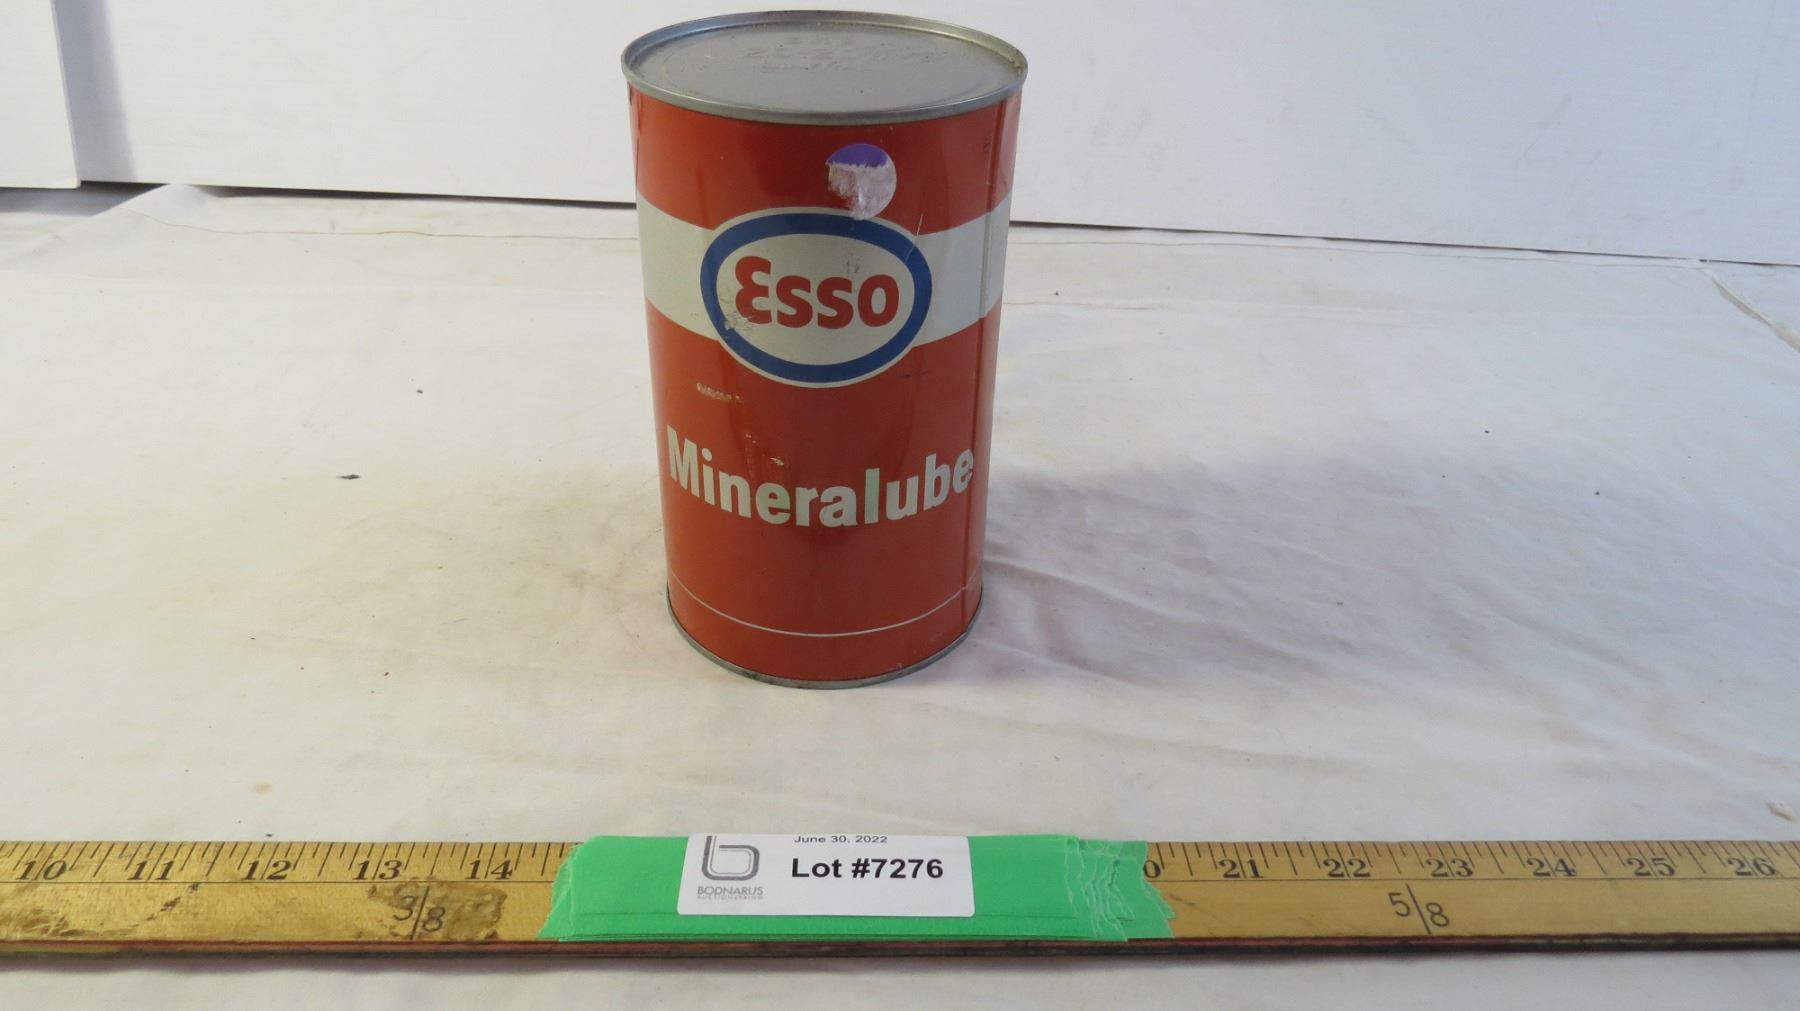 Esso
Mineralube
June 30, 2022
Lot #7276
BODNARUS
AUCTIONEERING
10 11 12 13 14 21 22 23 24 25 26
3/8 5/8